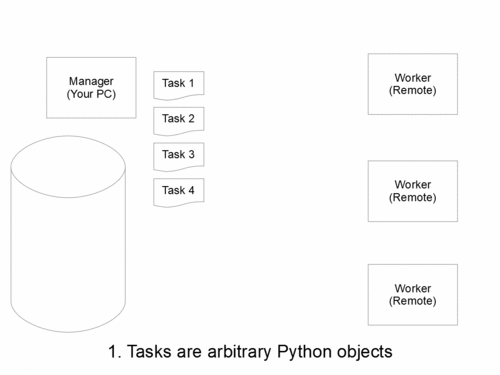 Manager
(Your PC)
Task 1
Task 2
Task 3
Task 4
Worker
(Remote)
Worker
(Remote)
Worker
(Remote)
1. Tasks are arbitrary Python objects